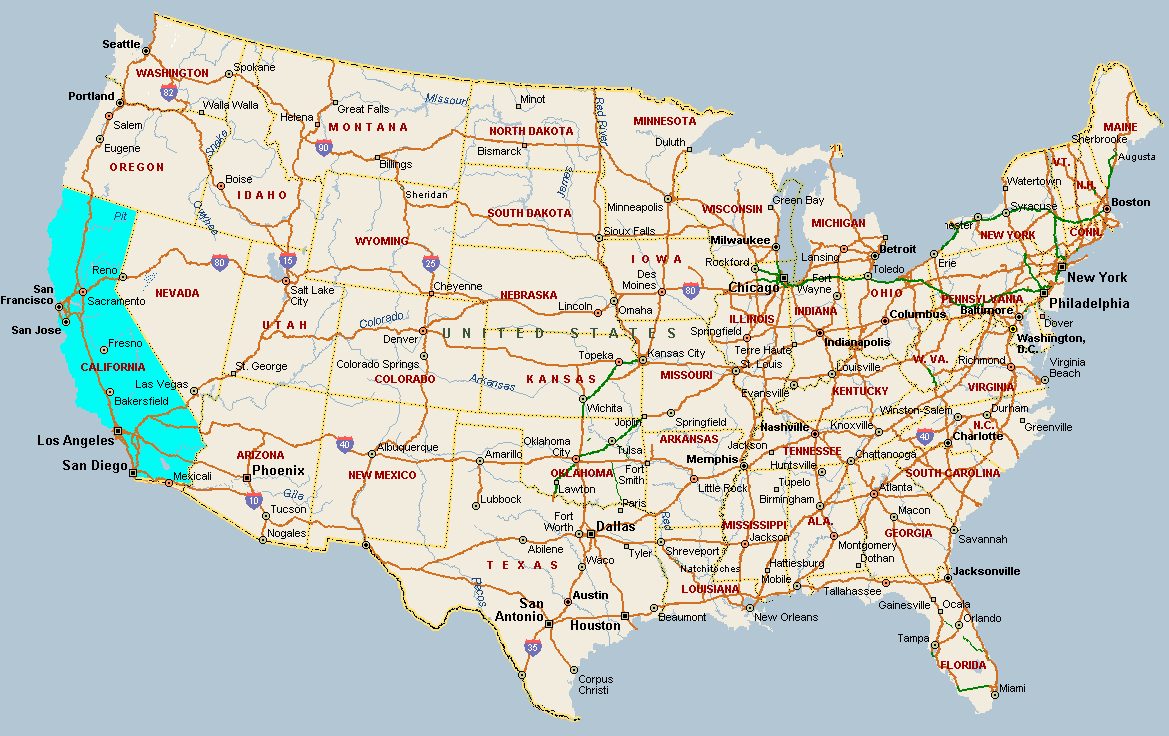 Seattle
WASHINGTON
Spokane
82
Portland
Walla Walla
Salem
Eugene
OREGON
Snake
Boise
IDAHO
Owyhee
Helena
Great Falls
MONTANA
90
Billings
Missouri
Minot
NORTH DAKOTA
Bismarck
James
Red River
MINNESOTA
Duluth
Sheridan
SOUTH DAKOTA
WYOMING
25
Minneapolis
Sioux Falls
WISCONSIN
Green Bay
MICHIGAN
Milwaukee
Lansing
Detroit
Rockford
Chicago
Fort
Wayne
Toledo
Erie
Watertown
Syracuse
hester
NEW YORK
VT.
N.H.
MAINE
Sherbrooke
Augusta
Boston
CONN.
New York
Philadelphia
PENNSYLVANIA
Baltimore
Dover
Washington,
D.C.
Pit
Reno
80
NEVADA
15
Salt Lake
City
UTAH
San
Francisco
Sacramento
San Jose
Fresno
CALIFORNIA
Las Vegas
St. George
Bakersfield
Los Angeles
San Diego
Mexicali
Cheyenne
NEBRASKA
Lincoln
Omaha
IOWA
Des
Moines
80
Colorado
Denver
UNITED STATES
Colorado Springs
COLORADO
Arkansas
KANSAS
Topeka
Kansas City
Wichita
MISSOURI
St. Louis
Springfield
ILLINOIS
INDIANA
Indianapolis
Terre Haute
OHIO
Columbus
W. VA.
Richmond
Virginia
Beach
VIRGINIA
Evansville
Louisville
KENTUCKY
Joplin
Springfield
ARIZONA
Phoenix
10
Gila
Tucson
Nogales
40
Albuquerque
NEW MEXICO
Amarillo
Lubbock
Oklahoma
City
Tulsa
OKLAHOMA
Lawton
Fort
Smith
ARKANSAS
Little Rock
Memphis
Jackson
Nashville
TENNESSEE
Knoxville
Winston-Salem
Durham
N.C.
Greenville
40
Charlotte
Chattanooga
Huntsville
SOUTH CAROLINA
Tupelo
Birmingham
Atlanta
Macon
GEORGIA
Savannah
Paris
Red
Fort
Worth
Dallas
Abilene
Tyler
Waco
Shreveport
MISSISSIPPI
Jackson
ALA.
Montgomery
Dothan
Natchitoches
Hattiesburg
Mobile
TEXAS
Pecos
Austin
San
Antonio
Houston
Beaumont
LOUISIANA
New Orleans
35
Corpus
Christi
Tallahassee
Jacksonville
Gainesville
Ocala
Orlando
Tampa
FLORIDA
Miami